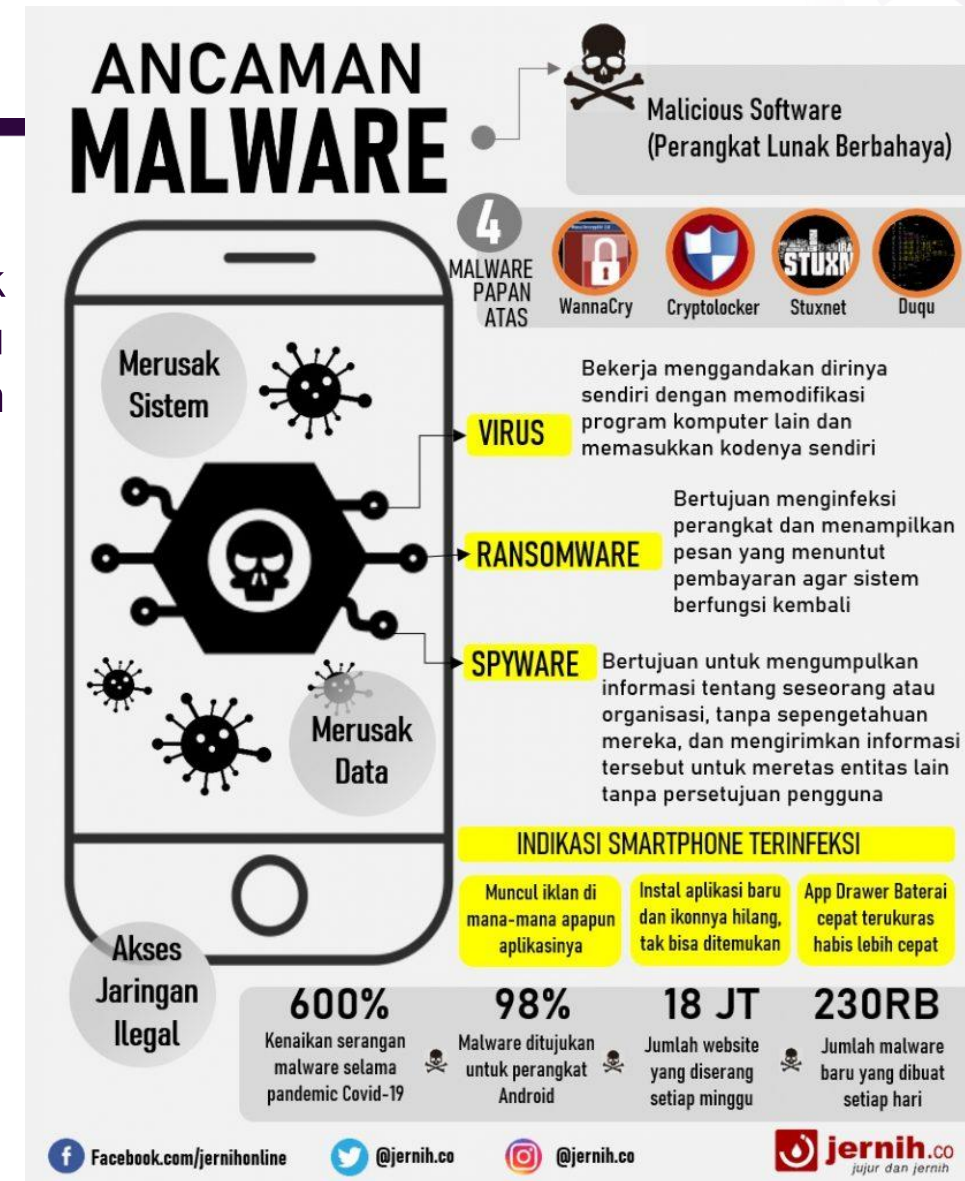 ANCAMAN
MALWARE
Malicious Software
(Perangkat Lunak Berbahaya)
4
MALWARE
PAPAN
ATAS
WannaCry
Cryptolocker
STUXN
Stuxnet
Duqu
Merusak
Sistem
VIRUS
Bekerja menggandakan dirinya
sendiri dengan memodifikasi
program komputer lain dan
memasukkan kodenya sendiri
RANSOMWARE
Bertujuan menginfeksi
perangkat dan menampilkan
pesan yang menuntut
pembayaran agar sistem
berfungsi kembali
SPYWARE
Bertujuan untuk mengumpulkan
informasi tentang seseorang atau
organisasi, tanpa sepengetahuan
mereka, dan mengirimkan informasi
tersebut untuk meretas entitas lain
tanpa persetujuan pengguna
Merusak
Data
INDIKASI SMARTPHONE TERINFEKSI
Muncul iklan di
mana-mana apapun
aplikasinya
Instal aplikasi baru
dan ikonnya hilang,
tak bisa ditemukan
App Drawer Baterai
cepat terukuras
habis lebih cepat
Akses
Jaringan
Ilegal
600%
Kenaikan serangan
malware selama
pandemic Covid-19
98%
Malware ditujukan
untuk perangkat
Android
18 JT
Jumlah website
yang diserang
setiap minggu
230RB
Jumlah malware
baru yang dibuat
setiap hari
Facebook.com/jernihonline
@jernih.co
@jernih.co
jernih.co
jujur dan jernih